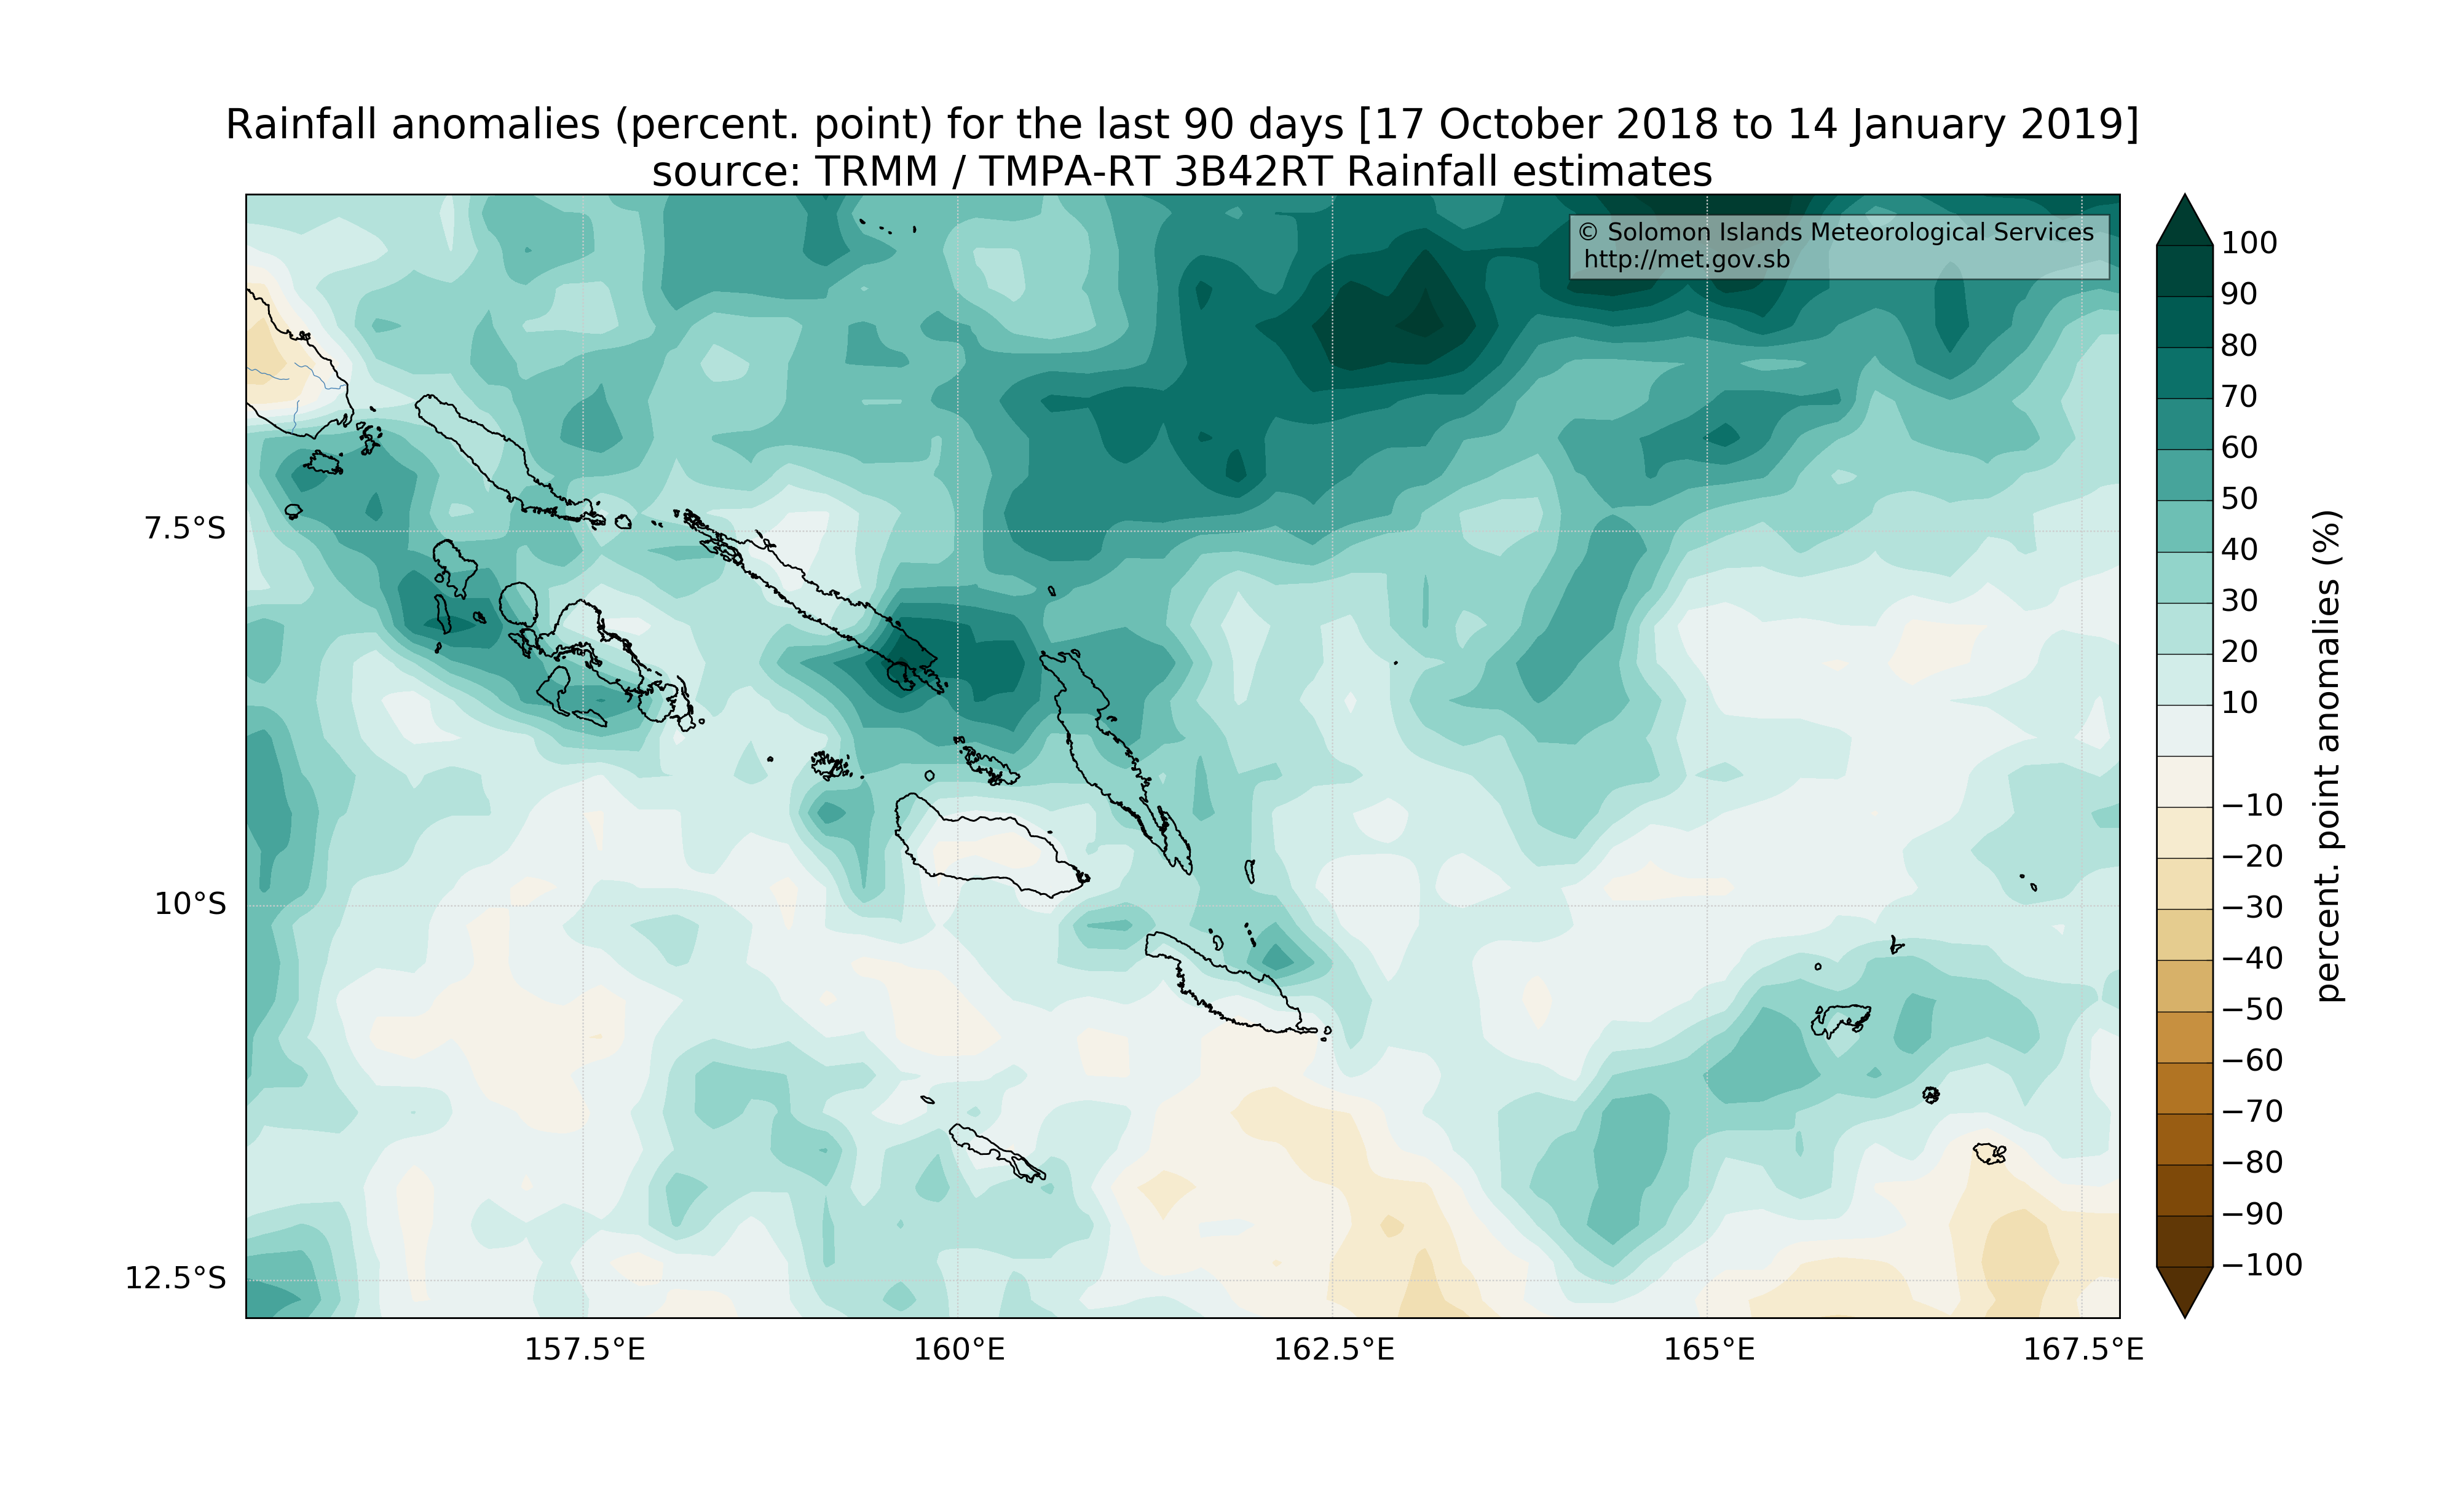 Rainfall anomalies (percent. point) for the last 90 days [17 October 2018 to 14 January 2019]
source: TRMM / TMPA-RT 3B42RT Rainfall estimates
© Solomon Islands Meteorological Services
http://met.gov.sb
7.5°S
10°S
12.5°S
157.5°E
160°E
162.5°E
165°E
167.5°E
100
90
80
70
60
50
40
30
20
10
−10
−20
−30
−40
−50
−60
−70
−80
−90
−100
percent. point anomalies (%)